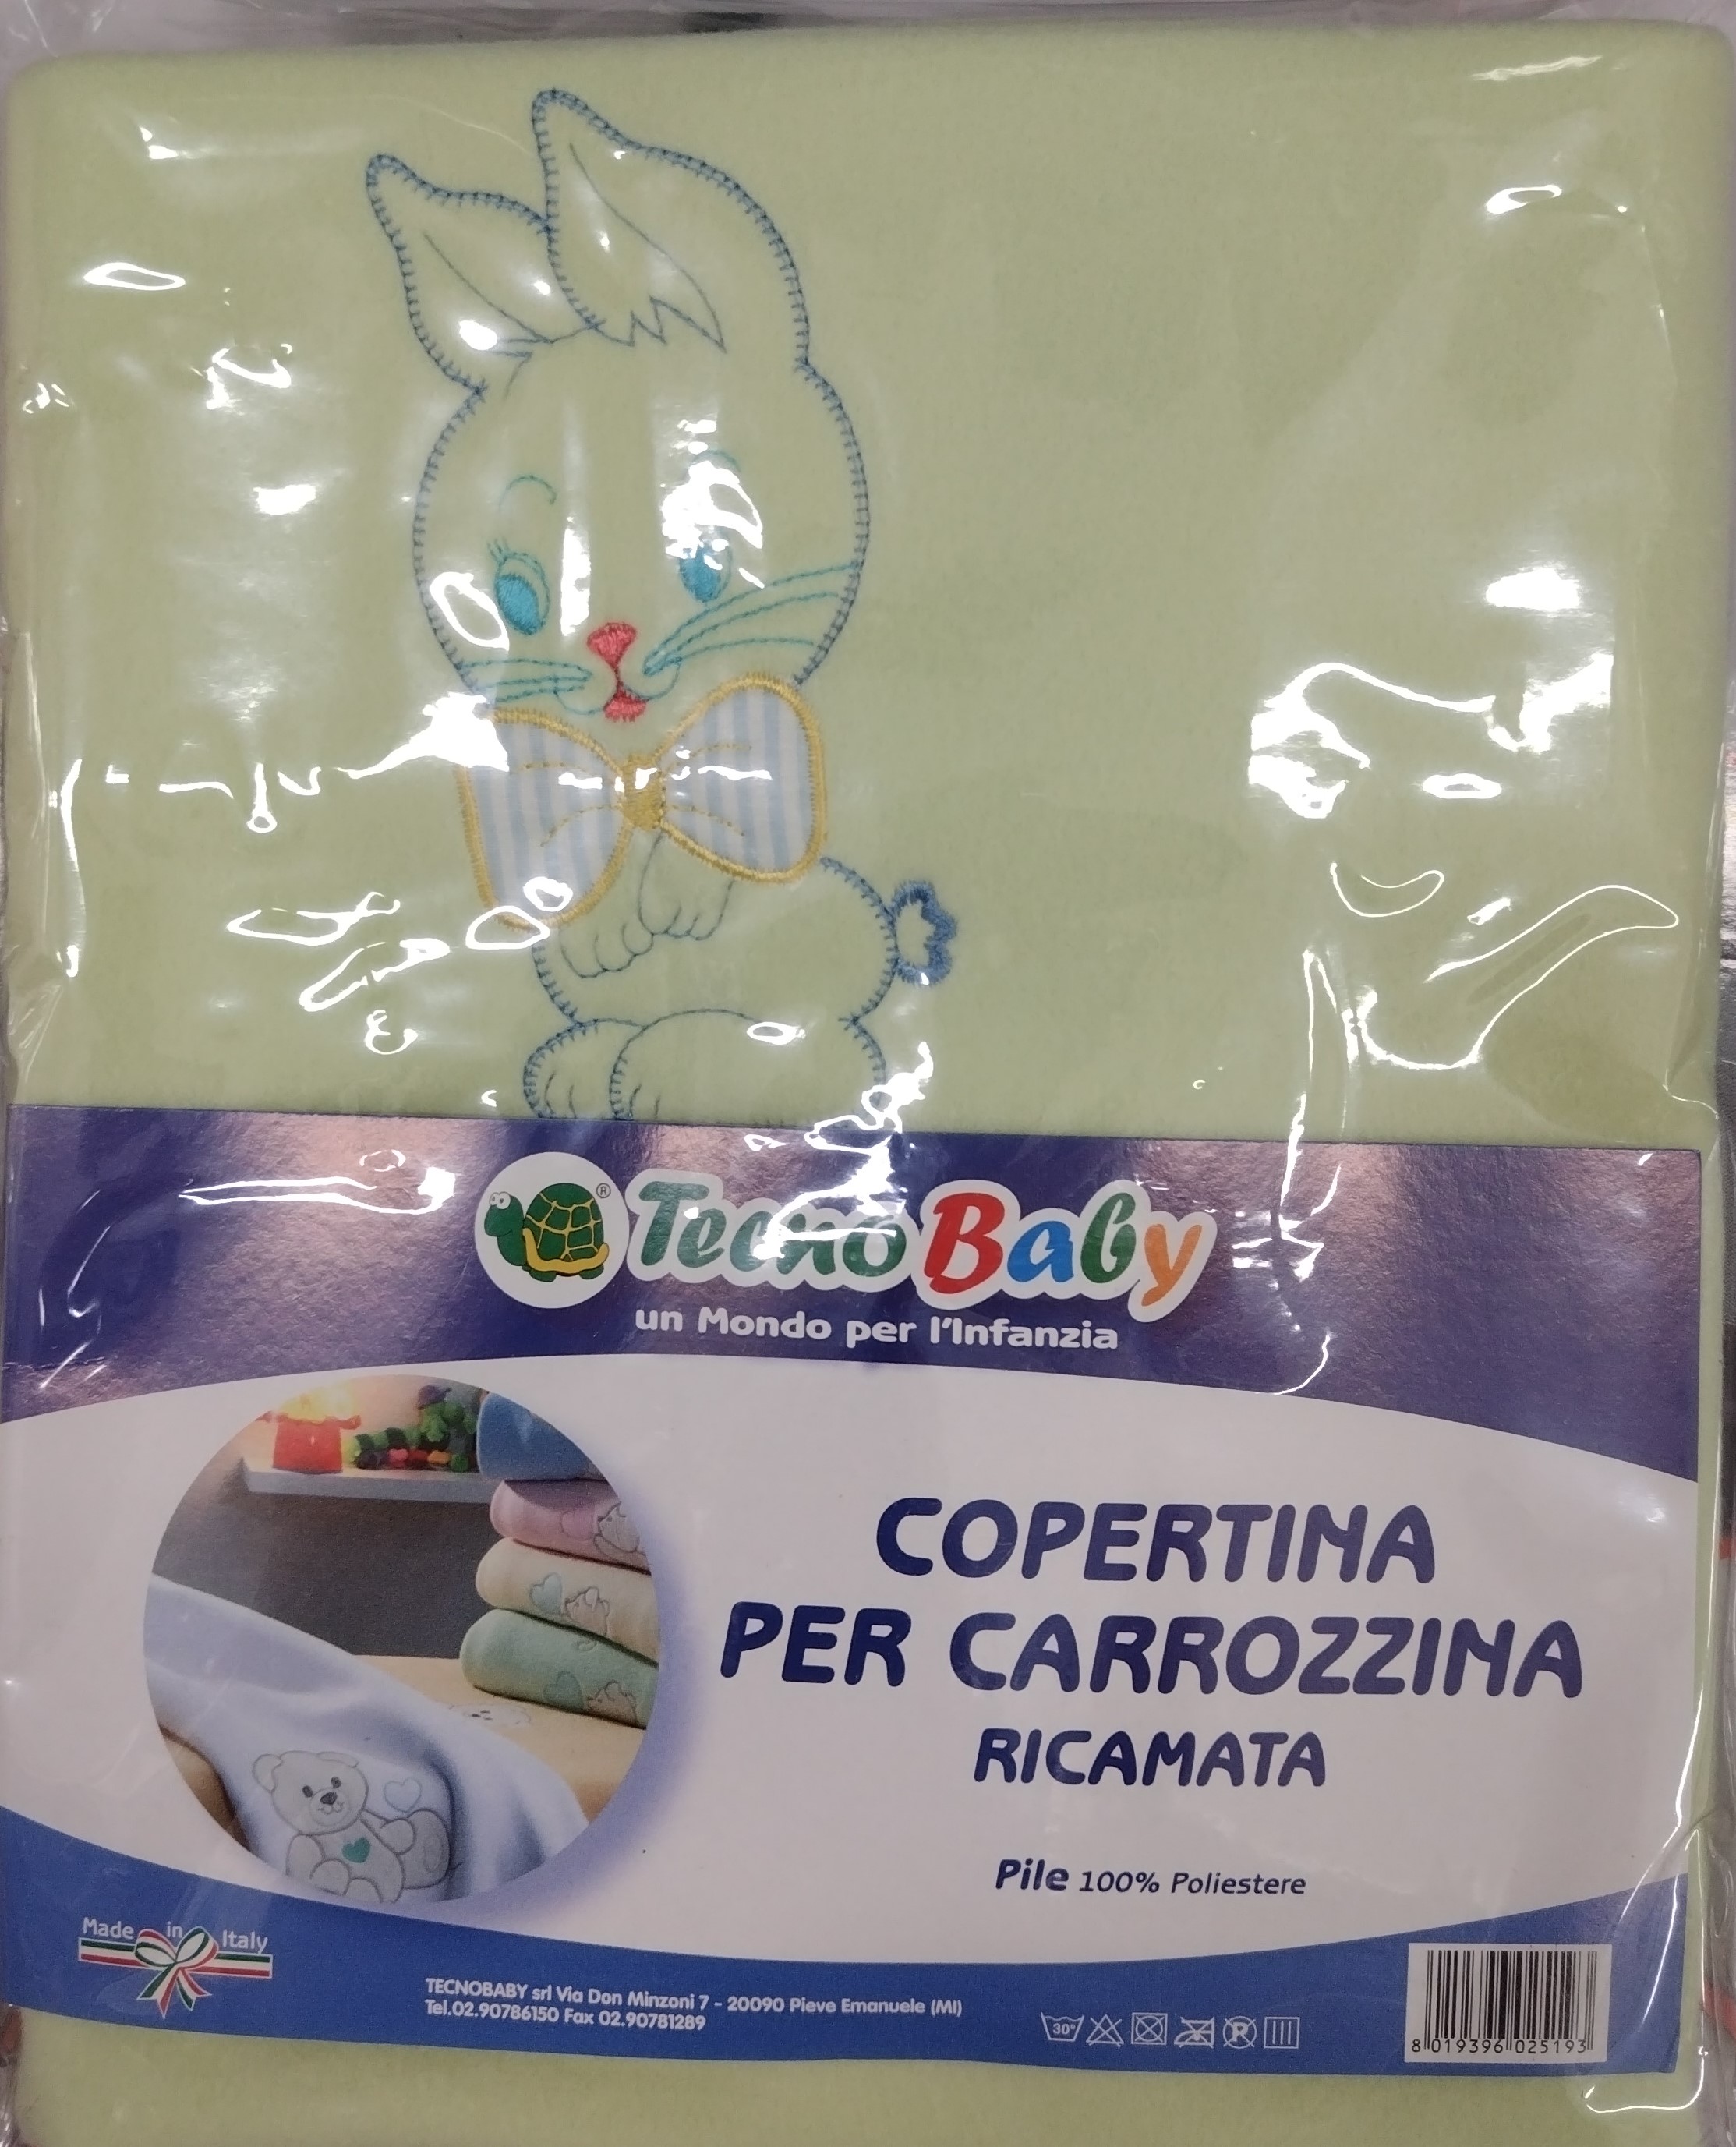 ®
TecnoBaby
un Mondo per l'Infanzia
COPERTINA
PER CARROZZINA
RICAMATA
Pile 100% Poliestere
Made in Italy
TECNOBABY srl Via Don Minzoni 7 - 20090 Pieve Emanuele (MI)
Tel.02.90786150 Fax 02.90781289
30°
P
8 019396 025193